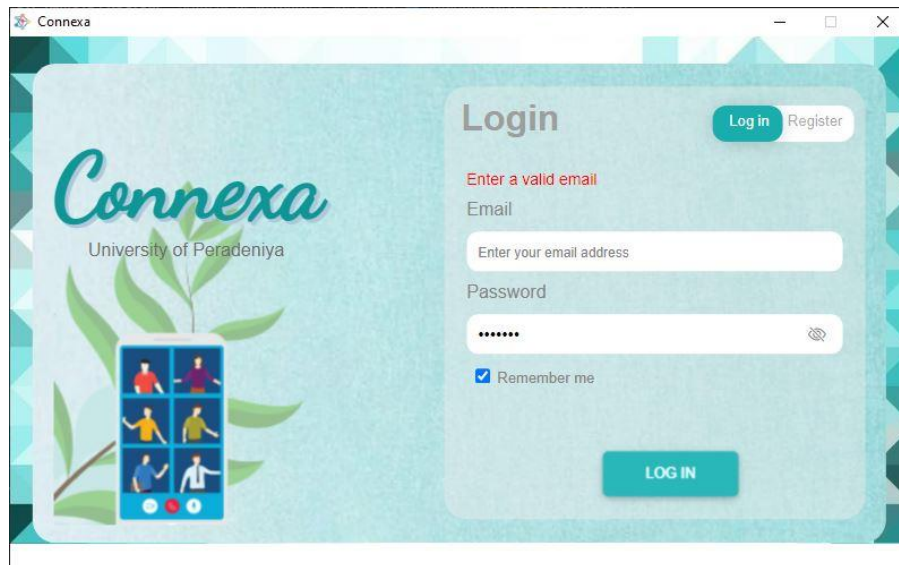 Connexa
Login
Log in Register
Connexa
University of Peradeniya
Enter a valid email
Email
Enter your email address
Password
•••••••
Remember me
LOG IN